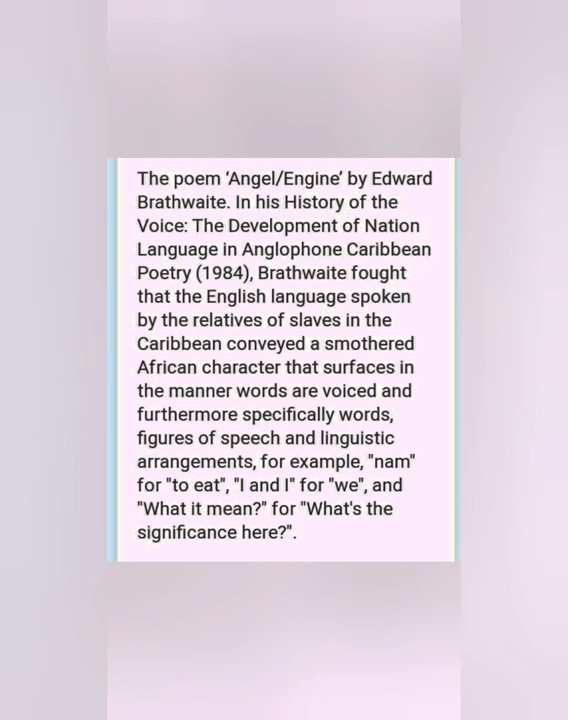 The poem ‘Angel/Engine’ by Edward
Brathwaite. In his History of the
Voice: The Development of Nation
Language in Anglophone Caribbean
Poetry (1984), Brathwaite fought
that the English language spoken
by the relatives of slaves in the
Caribbean conveyed a smothered
African character that surfaces in
the manner words are voiced and
furthermore specifically words,
figures of speech and linguistic
arrangements, for example, "nam"
for "to eat", "I and I" for "we", and
"What it mean?" for "What's the
significance here?".